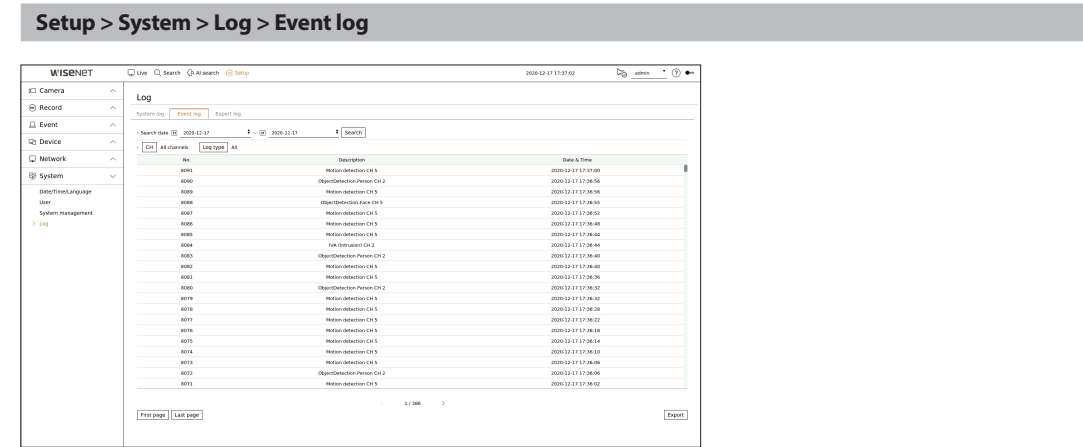 Setup > System > Log > Event log
WISENET Live Search AI search Setup 2020-12-17 17:37:02 admin
Camera
Record
Event
Device
Network
System
Date/Time/Language
User
System management
> Log
Log
System log Event log Export log
Search date 2020-12-17 ~ 2020-12-17 Search
CH All channels Log type All
No. Description Date & Time
8091 Motion detection CH 5 2020-12-17 17:37:00
8090 ObjectDetection.Person CH 2 2020-12-17 17:36:56
8089 Motion detection CH 5 2020-12-17 17:36:56
8088 ObjectDetection.Face CH 5 2020-12-17 17:36:55
8087 Motion detection CH 5 2020-12-17 17:36:52
8086 Motion detection CH 5 2020-12-17 17:36:48
8085 Motion detection CH 5 2020-12-17 17:36:44
8084 IVA (Intrusion) CH 2 2020-12-17 17:36:44
8083 ObjectDetection.Person CH 2 2020-12-17 17:36:40
8082 Motion detection CH 5 2020-12-17 17:36:40
8081 Motion detection CH 5 2020-12-17 17:36:36
8080 ObjectDetection.Person CH 2 2020-12-17 17:36:32
8079 Motion detection CH 5 2020-12-17 17:36:32
8078 Motion detection CH 5 2020-12-17 17:36:28
8077 Motion detection CH 5 2020-12-17 17:36:22
8076 Motion detection CH 5 2020-12-17 17:36:18
8075 Motion detection CH 5 2020-12-17 17:36:14
8074 Motion detection CH 5 2020-12-17 17:36:10
8073 Motion detection CH 5 2020-12-17 17:36:06
8072 ObjectDetection.Person CH 2 2020-12-17 17:36:06
8071 Motion detection CH 5 2020-12-17 17:36:02
< 1 / 386 >
First page Last page Export